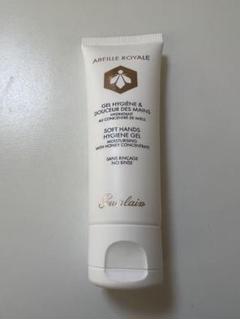 ABEILLE ROYALE
GEL HYGIÈNE &
DOUCEUR DES MAINS
HYDRATANT
AU CONCENTRÉ DE MIEL
SOFT HANDS
HYGIENE GEL
MOISTURISING
WITH HONEY CONCENTRATE
SANS RINÇAGE
NO RINSE
Guerlain